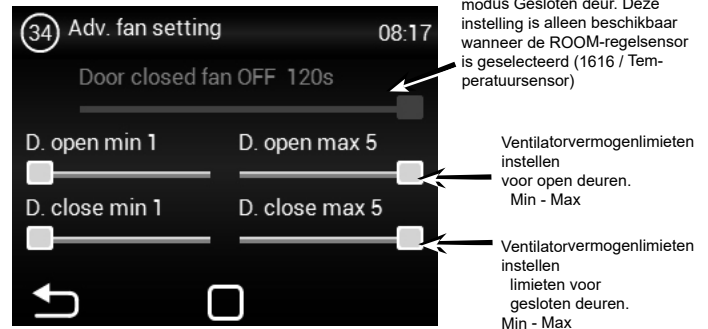 34 Adv. fan setting 08:17
Door closed fan OFF 120s
D. open min 1 D. open max 5
D. close min 1 D. close max 5
modus Gesloten deur. Deze
instelling is alleen beschikbaar
wanneer de ROOM-regelsensor
is geselecteerd (1616 / Tem-
peratuursensor)
Ventilatorvermogenlimieten
instellen
voor open deuren.
Min - Max
Ventilatorvermogenlimieten
instellen
limieten voor
gesloten deuren.
Min - Max